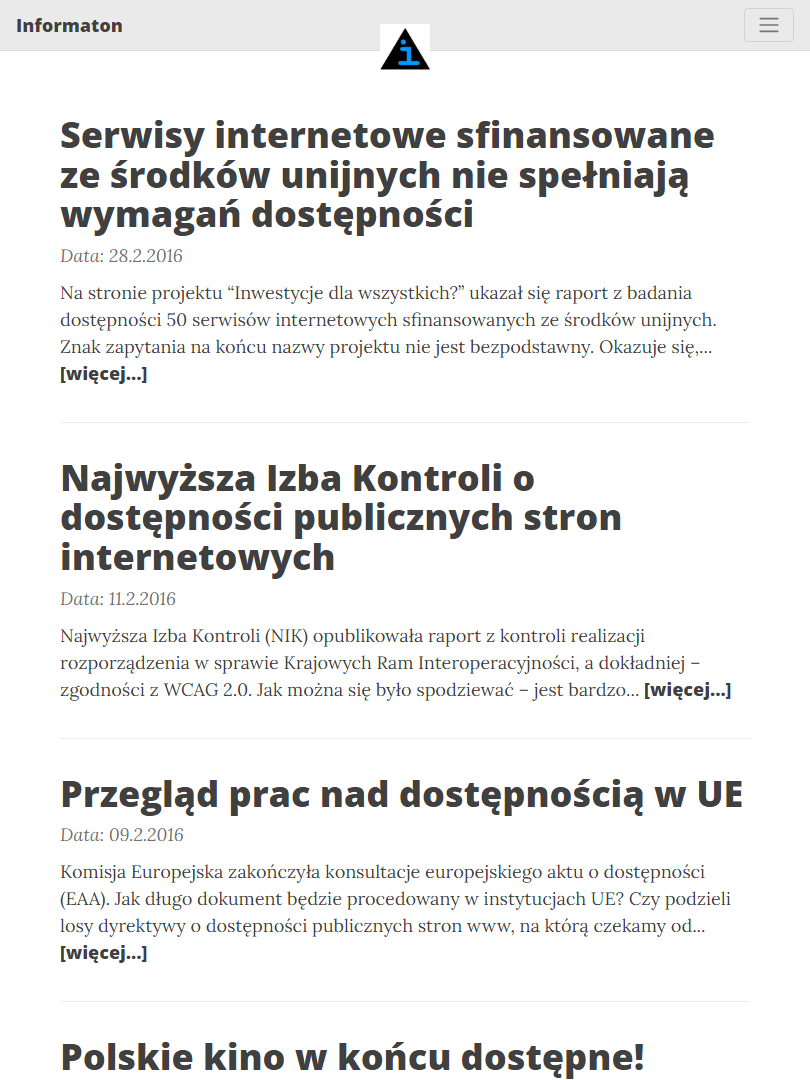 Informaton
i
Serwisy internetowe sfinansowane
ze środków unijnych nie spełniają
wymagań dostępności
Data: 28.2.2016
Na stronie projektu “Inwestycje dla wszystkich?” ukazał się raport z badania
dostępności 50 serwisów internetowych sfinansowanych ze środków unijnych.
Znak zapytania na końcu nazwy projektu nie jest bezpodstawny. Okazuje się,...
[więcej...]
Najwyższa Izba Kontroli o
dostępności publicznych stron
internetowych
Data: 11.2.2016
Najwyższa Izba Kontroli (NIK) opublikowała raport z kontroli realizacji
rozporządzenia w sprawie Krajowych Ram Interoperacyjności, a dokładniej –
zgodności z WCAG 2.0. Jak można się było spodziewać – jest bardzo... [więcej...]
Przegląd prac nad dostępnością w UE
Data: 09.2.2016
Komisja Europejska zakończyła konsultacje europejskiego aktu o dostępności
(EAA). Jak długo dokument będzie procedowany w instytucjach UE? Czy podzieli
losy dyrektywy o dostępności publicznych stron www, na którą czekamy od...
[więcej...]
Polskie kino w końcu dostępne!